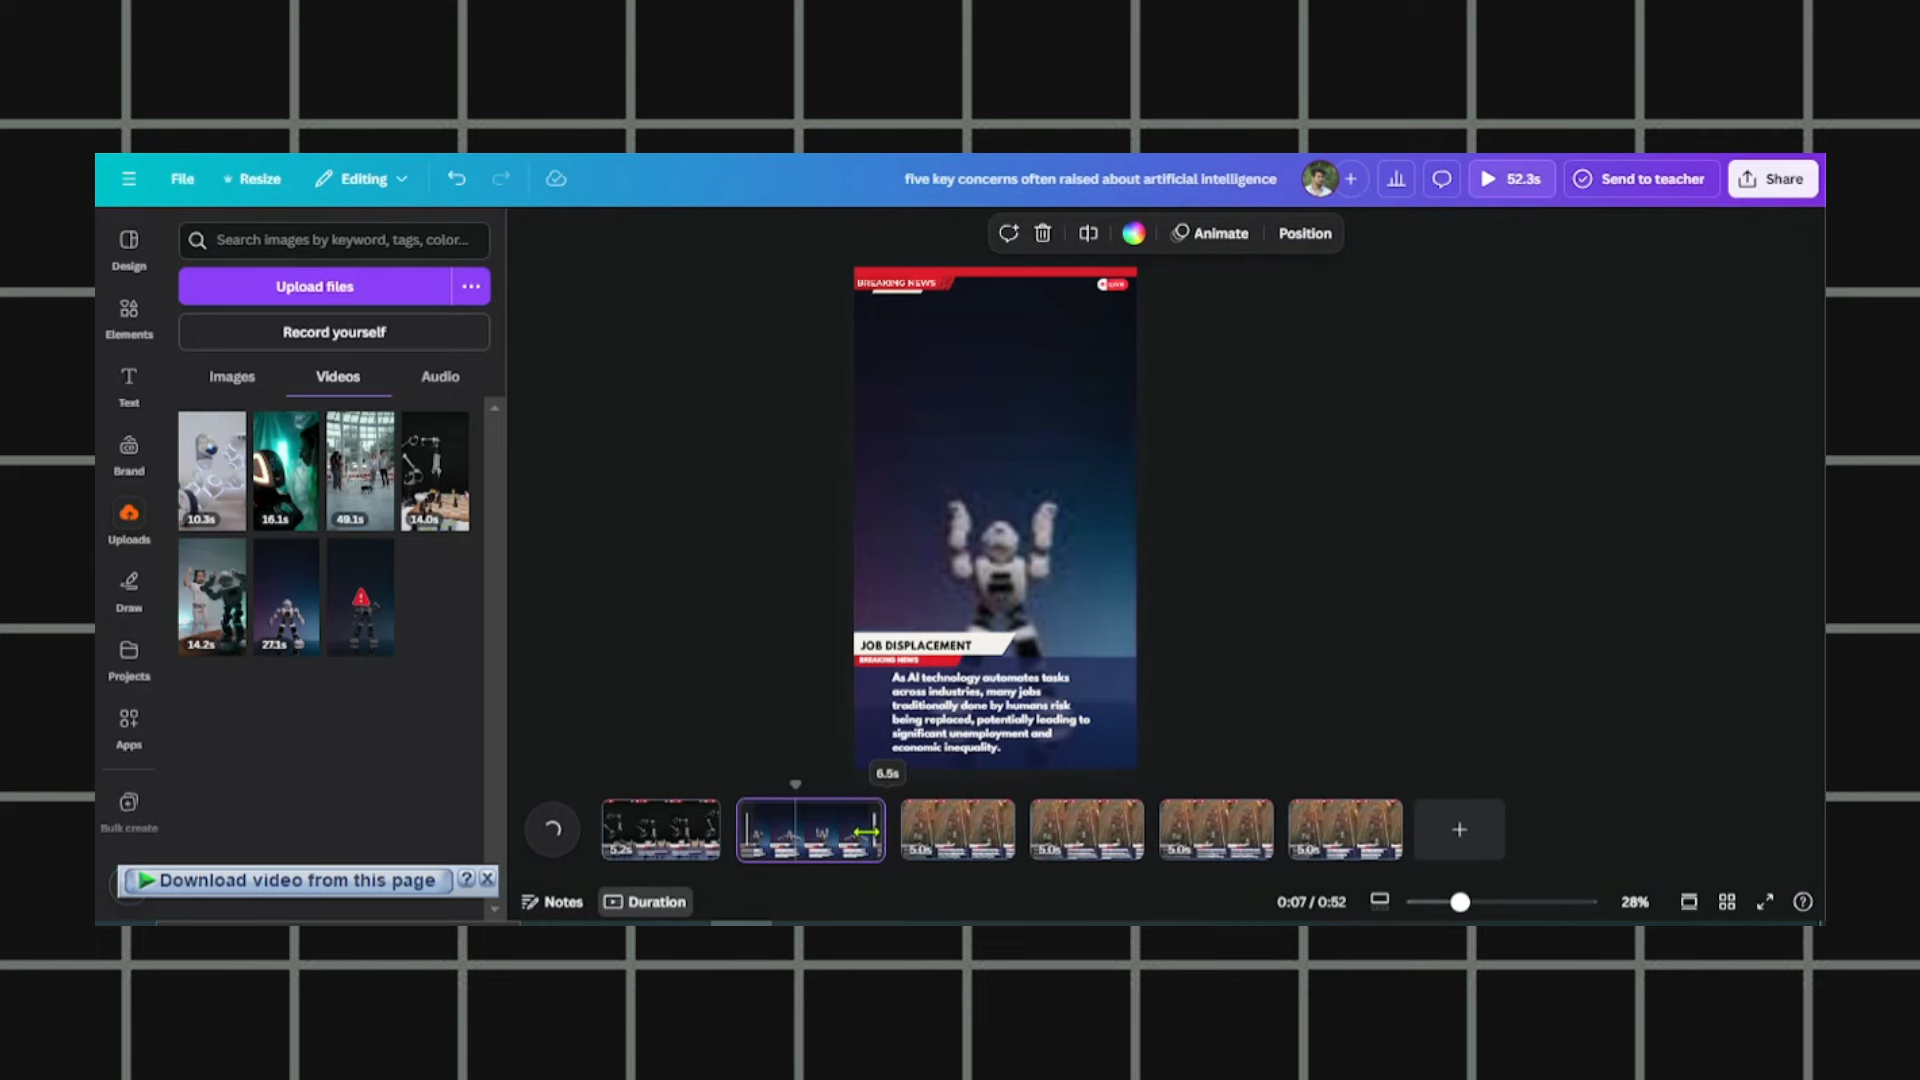 File
Resize
Editing
five key concerns often raised about artificial intelligence
52.3s
Send to teacher
Share
Design
Elements
Text
Brand
Uploads
Draw
Projects
Apps
Bulk create
Search images by keyword, tags, color...
Upload files
Record yourself
Images
Videos
Audio
10.3s
16.1s
49.1s
14.0s
14.2s
27.1s
Animate
Position
BREAKING NEWS
LIVE
JOB DISPLACEMENT
BREAKING NEWS
As AI technology automates tasks
across industries, many jobs
traditionally done by humans risk
being replaced, potentially leading to
significant unemployment and
economic inequality.
6.5s
5.2s
5.0s
5.0s
5.0s
5.0s
Download video from this page
Notes
Duration
0:07 / 0:52
28%